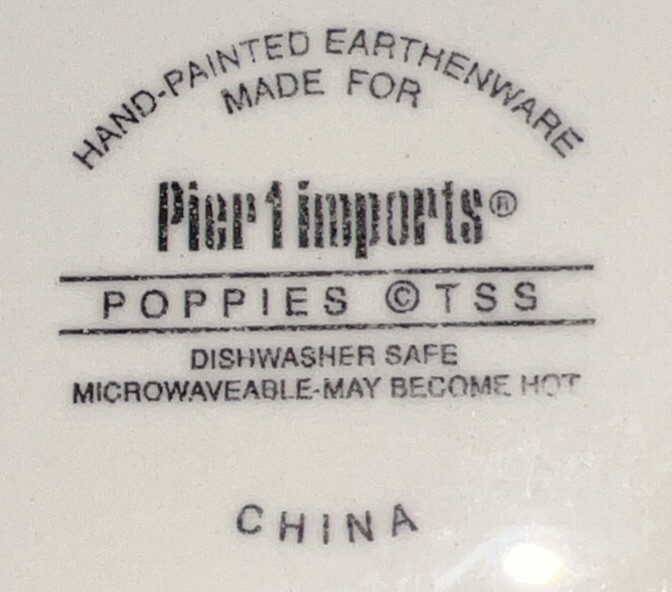 HAND-PAINTED EARTHENWARE
MADE FOR
Pier 1 imports®
POPPIES ©TSS
DISHWASHER SAFE
MICROWAVEABLE-MAY BECOME HOT
CHINA